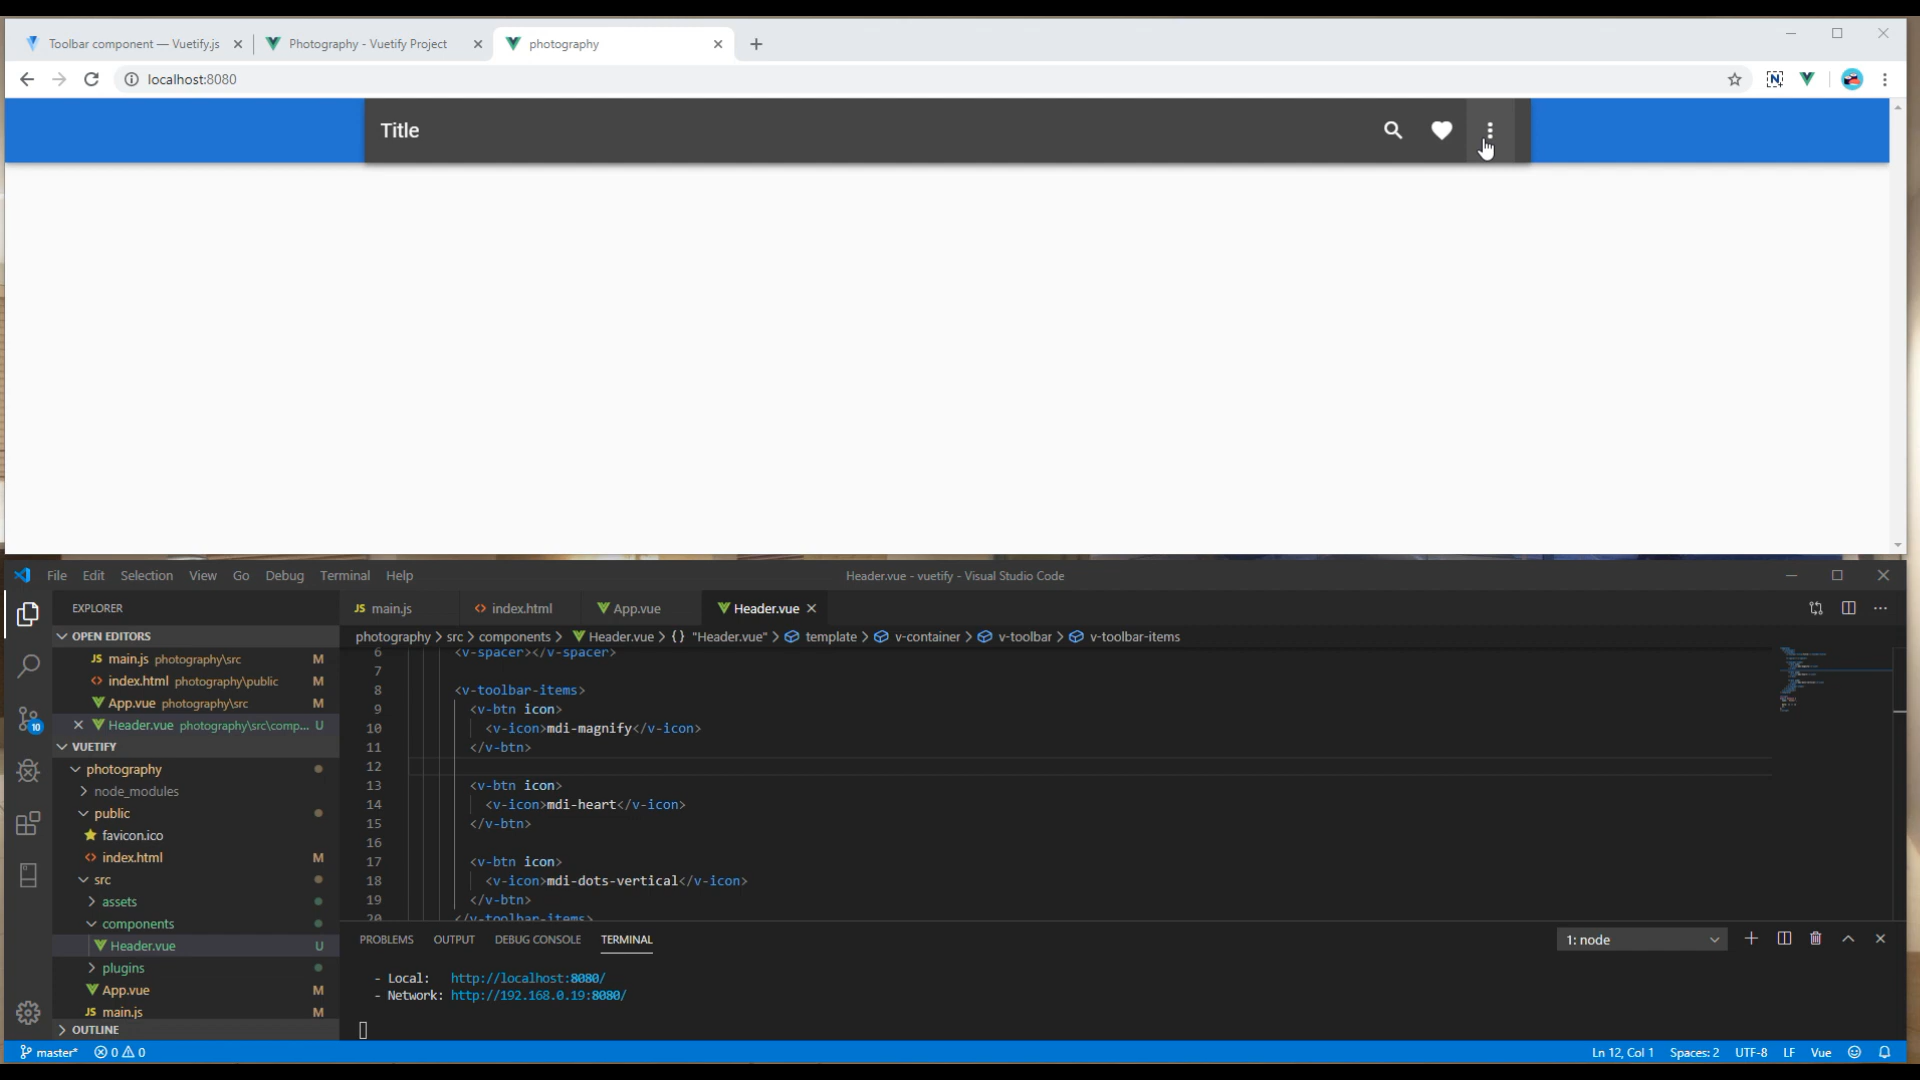 Toolbar component — Vuetify.js
Photography - Vuetify Project
photography
localhost:8080
Title
File Edit Selection View Go Debug Terminal Help
Header.vue - vuetify - Visual Studio Code
EXPLORER
JS main.js
<> index.html
App.vue
Header.vue
OPEN EDITORS
photography > src > components > Header.vue > {} "Header.vue" > template > v-container > v-toolbar > v-toolbar-items
JS main.js photography\src M
<> index.html photography\public M
App.vue photography\src M
Header.vue photography\src\comp... U
VUETIFY
photography
node_modules
public
favicon.ico
<> index.html M
src
assets
components
Header.vue U
plugins
App.vue M
JS main.js M
OUTLINE
6 <v-spacer></v-spacer>
7
8 <v-toolbar-items>
9 <v-btn icon>
10 <v-icon>mdi-magnify</v-icon>
11 </v-btn>
12
13 <v-btn icon>
14 <v-icon>mdi-heart</v-icon>
15 </v-btn>
16
17 <v-btn icon>
18 <v-icon>mdi-dots-vertical</v-icon>
19 </v-btn>
20 </v-toolbar-items>
10
PROBLEMS OUTPUT DEBUG CONSOLE TERMINAL
1: node
- Local: http://localhost:8080/
- Network: http://192.168.0.19:8080/
master* 0 0
Ln 12, Col 1 Spaces: 2 UTF-8 LF Vue